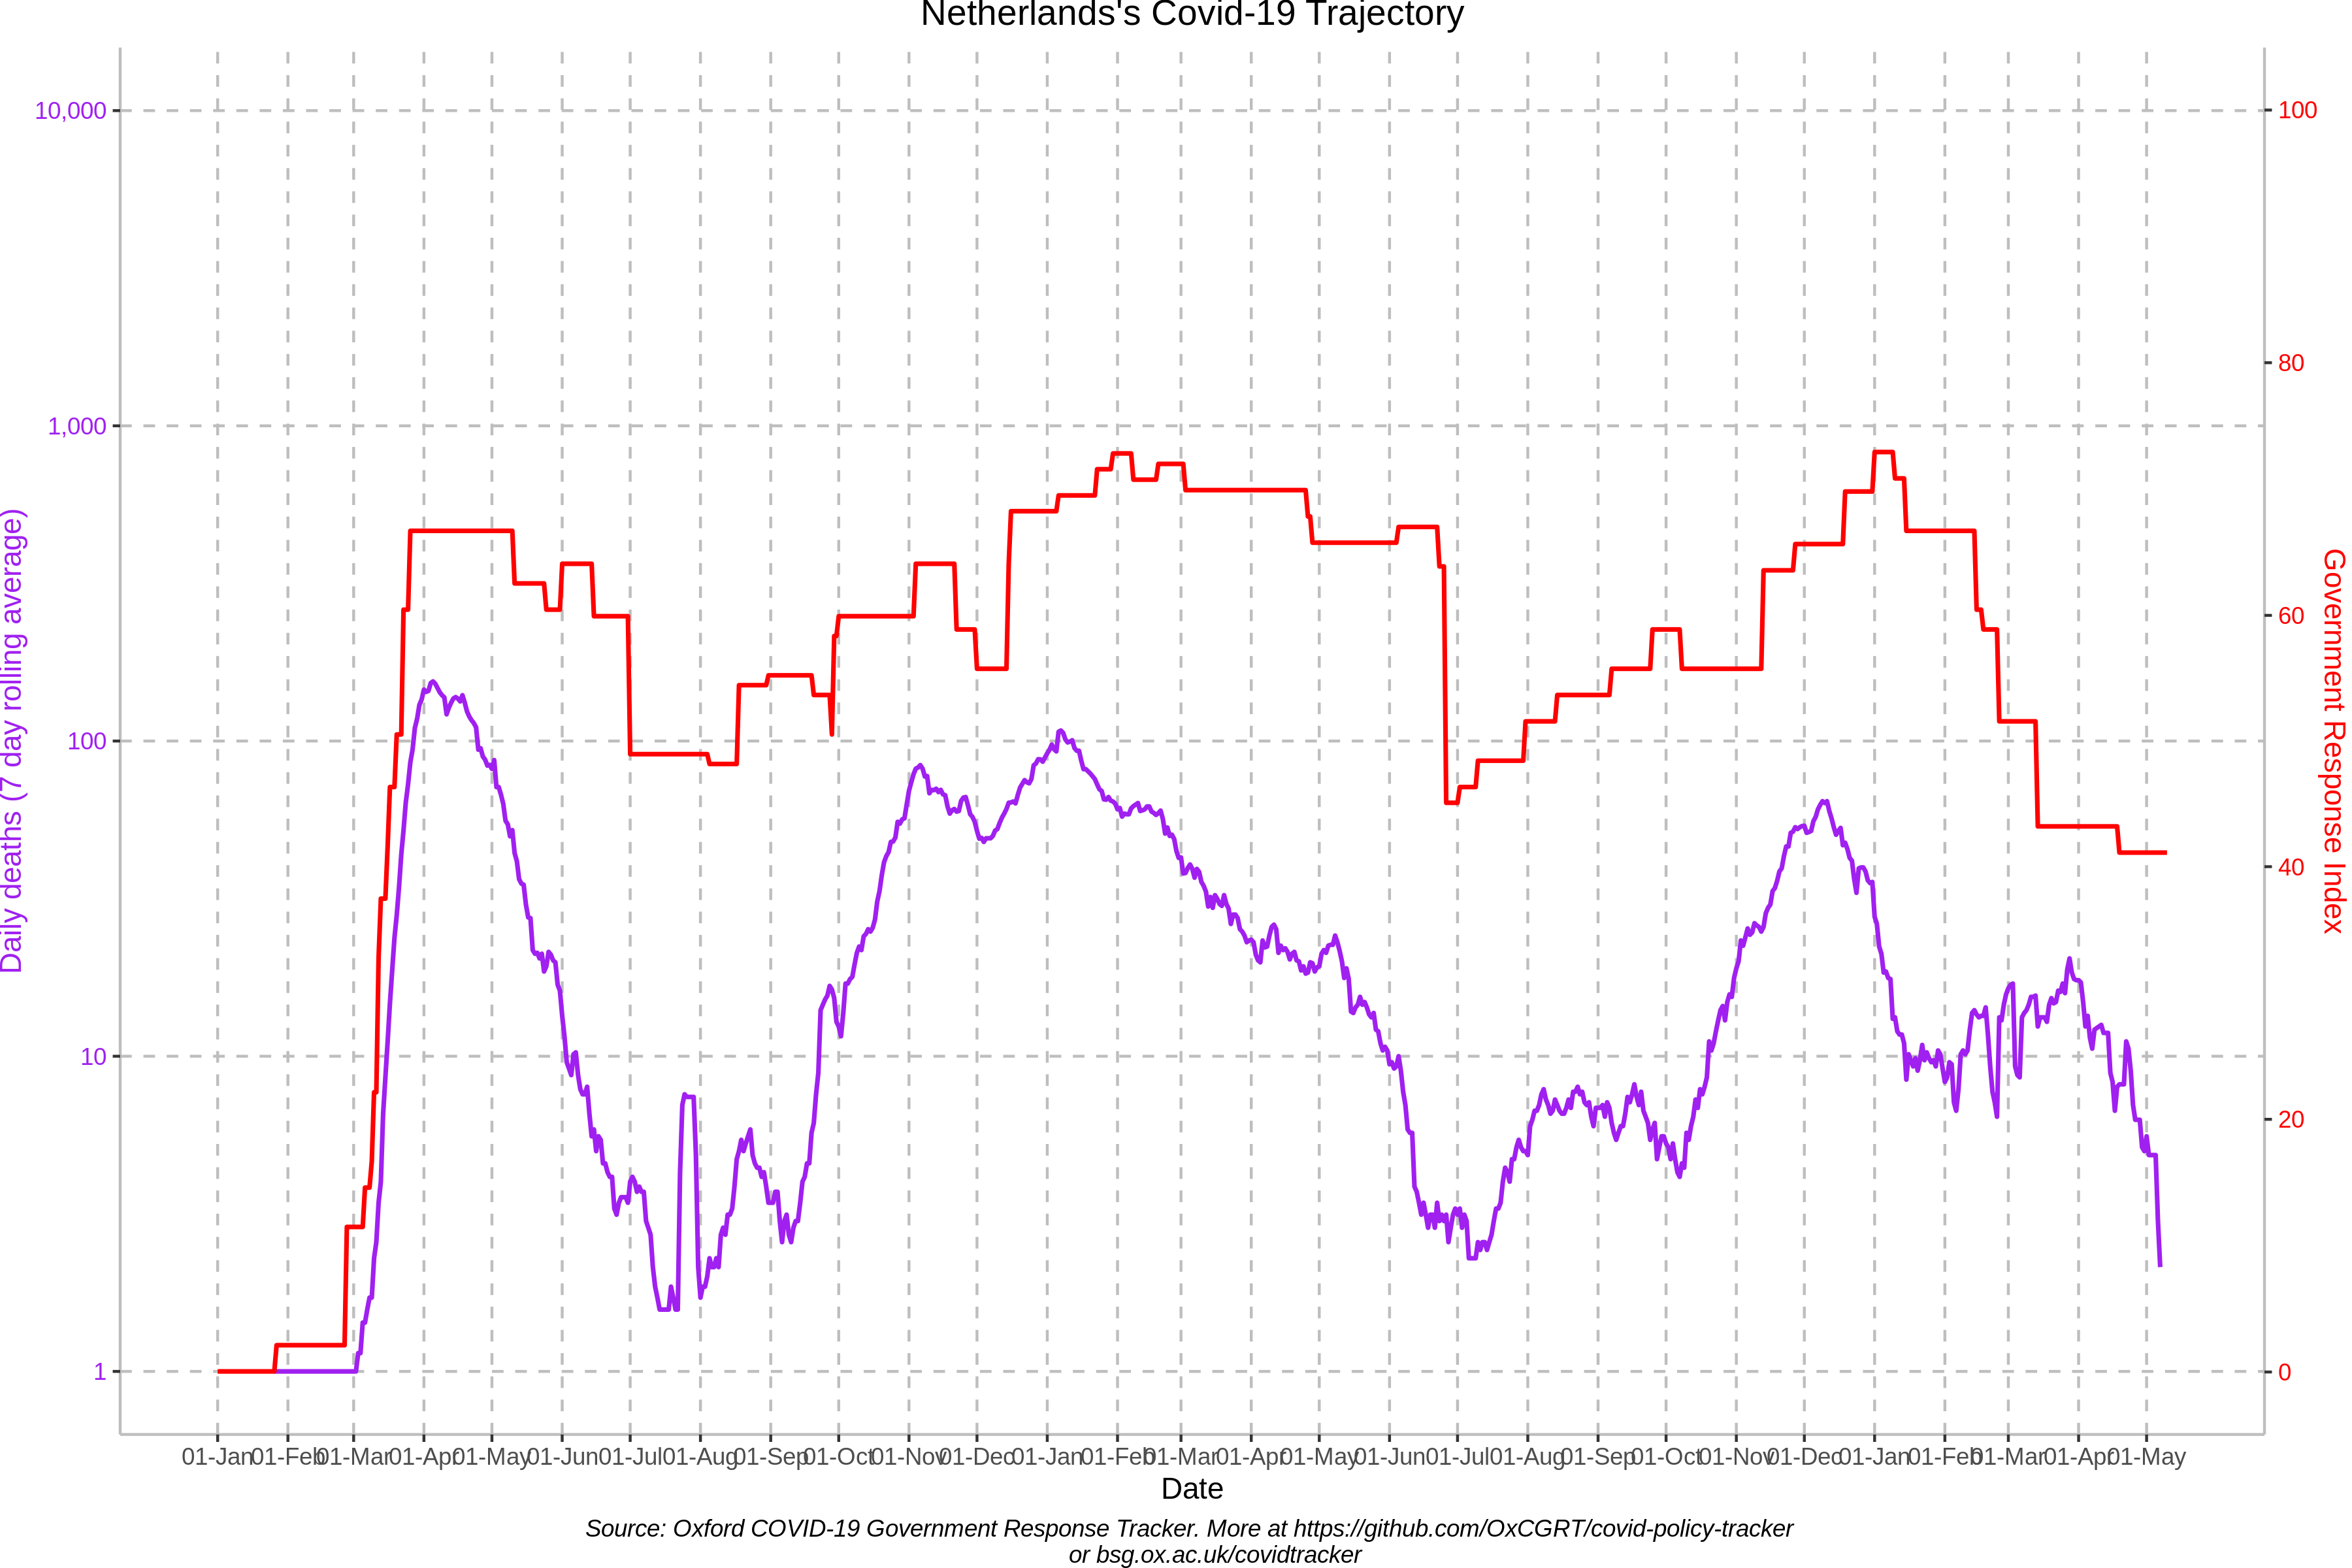 Netherlands's Covid-19 Trajectory
10,000
1,000
100
10
1
Daily deaths (7 day rolling average)
100
80
60
40
20
0
Government Response Index
01-Jan 01-Feb 01-Mar 01-Apr 01-May 01-Jun 01-Jul 01-Aug 01-Sep 01-Oct 01-Nov 01-Dec 01-Jan 01-Feb 01-Mar 01-Apr 01-May 01-Jun 01-Jul 01-Aug 01-Sep 01-Oct 01-Nov 01-Dec 01-Jan 01-Feb 01-Mar 01-Apr 01-May
Date
Source: Oxford COVID-19 Government Response Tracker. More at https://github.com/OxCGRT/covid-policy-tracker
or bsg.ox.ac.uk/covidtracker